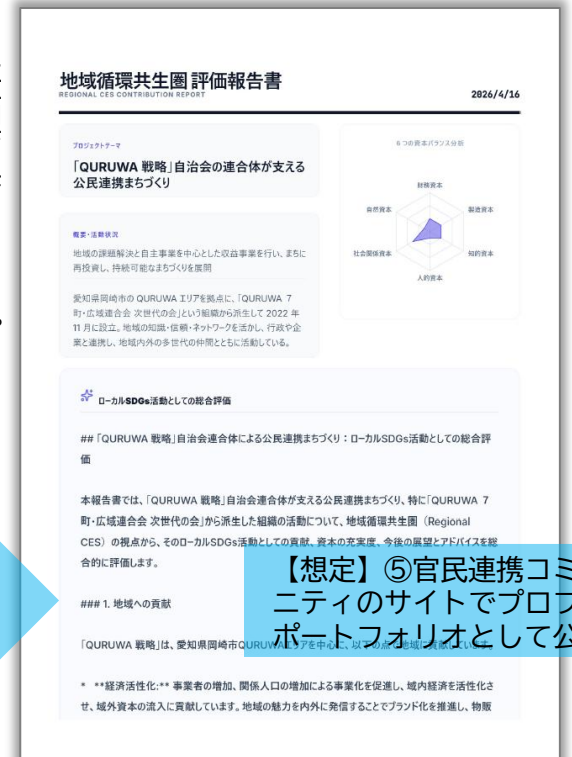 地域循環共生圏 評価報告書
REGIONAL CES CONTRIBUTION REPORT
2026/4/16
プロジェクトテーマ
「QURUWA 戦略」自治会の連合体が支える
公民連携まちづくり
概要・活動状況
地域の課題解決と自主事業を中心とした収益事業を行い、まちに
再投資し、持続可能なまちづくりを展開
愛知県岡崎市の QURUWA エリアを拠点に、「QURUWA 7
町・広域連合会 次世代の会」という組織から派生して 2022 年
11 月に設立。地域の知識・信頼・ネットワークを活かし、行政や企
業と連携し、地域内外の多世代の仲間とともに活動している。
6つの資本バランス分析
財務資本
製造資本
知的資本
人的資本
社会関係資本
自然資本
ローカルSDGs活動としての総合評価
## 「QURUWA 戦略」自治会連合体による公民連携まちづくり：ローカルSDGs活動としての総合評
価
本報告書では、「QURUWA 戦略」自治会連合体が支える公民連携まちづくり、特に「QURUWA 7
町・広域連合会 次世代の会」から派生した組織の活動について、地域循環共生圏（Regional
CES）の視点から、そのローカルSDGs活動としての貢献、資本の充実度、今後の展望とアドバイスを総
合的に評価します。
### 1. 地域への貢献
「QURUWA 戦略」は、愛知県岡崎市QURUWAエリアを中心に、以下の点で地域に貢献しています。
* **経済活性化:** 事業者の増加、関係人口の増加による事業化を促進し、域内経済を活性化さ
せ、域外資本の流入に貢献しています。地域の魅力を内外に発信することでブランド化を推進し、物販
【想定】⑤官民連携コミ
ニティのサイトでプロフ
ポートフォリオとして公